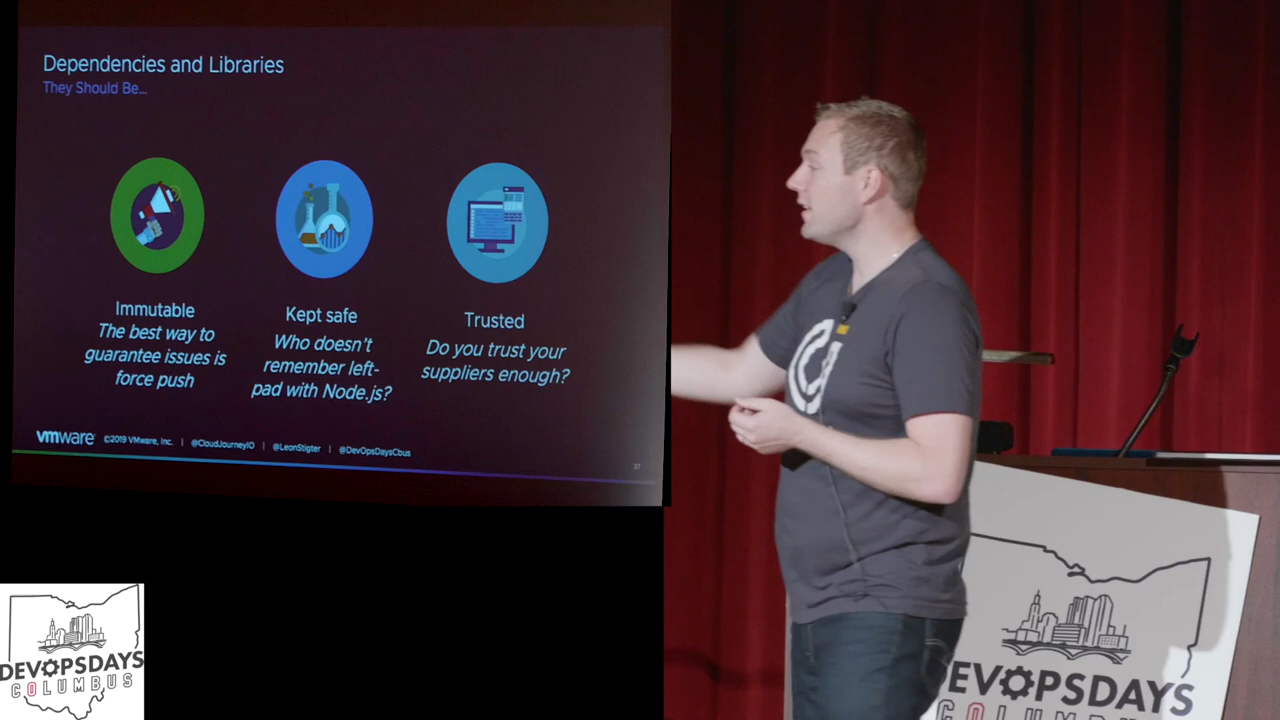 Dependencies and Libraries
They Should Be...
Immutable
The best way to
guarantee issues is
force push
Kept safe
Who doesn't
remember left-
pad with Node.js?
Trusted
Do you trust your
suppliers enough?
vmware ©2019 VMware, Inc. | @CloudJourneyIO | @LeonStigter | @DevOpsDaysCbus
37
DEVOPSDAYS
COLUMBUS
DEVOPSDAYS
COLUMBUS